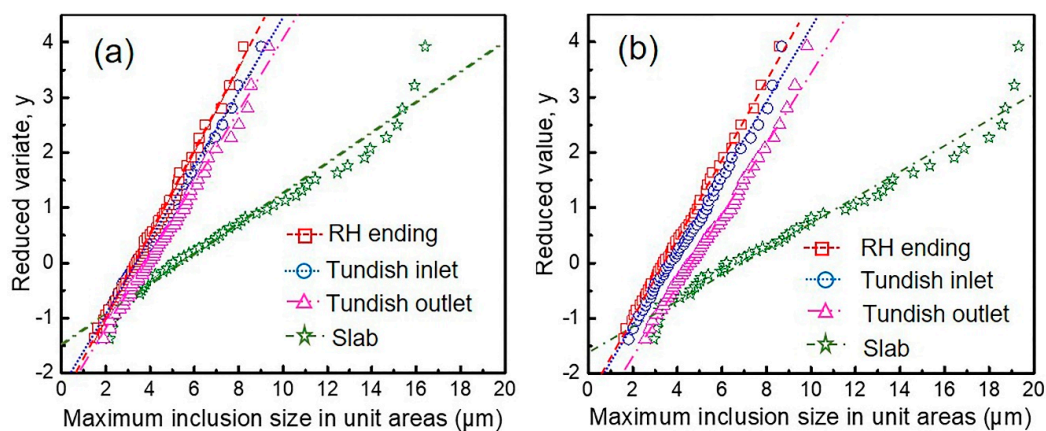 (a)
Reduced variate, y
4
3
2
1
0
-1
-2
RH ending
Tundish inlet
Tundish outlet
Slab
0 2 4 6 8 10 12 14 16 18 20
Maximum inclusion size in unit areas (μm)
(b)
Reduced value, y
4
3
2
1
0
-1
-2
RH ending
Tundish inlet
Tundish outlet
Slab
0 2 4 6 8 10 12 14 16 18 20
Maximum inclusion size in unit areas (μm)